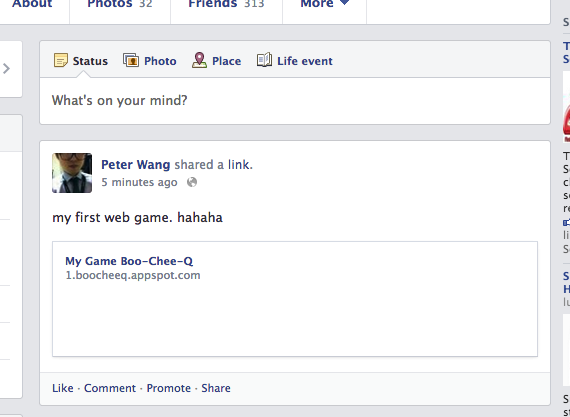 About Photos 32 Friends 313 More
Status Photo Place Life event
What's on your mind?
Peter Wang shared a link.
5 minutes ago
my first web game. hahaha
My Game Boo-Chee-Q
1.boocheeq.appspot.com
Like · Comment · Promote · Share